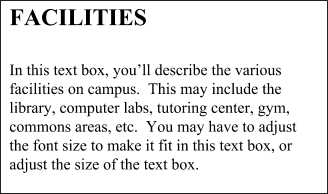 FACILITIES
In this text box, you’ll describe the various
facilities on campus.  This may include the
library, computer labs, tutoring center, gym,
commons areas, etc.  You may have to adjust
the font size to make it fit in this text box, or
adjust the size of the text box.